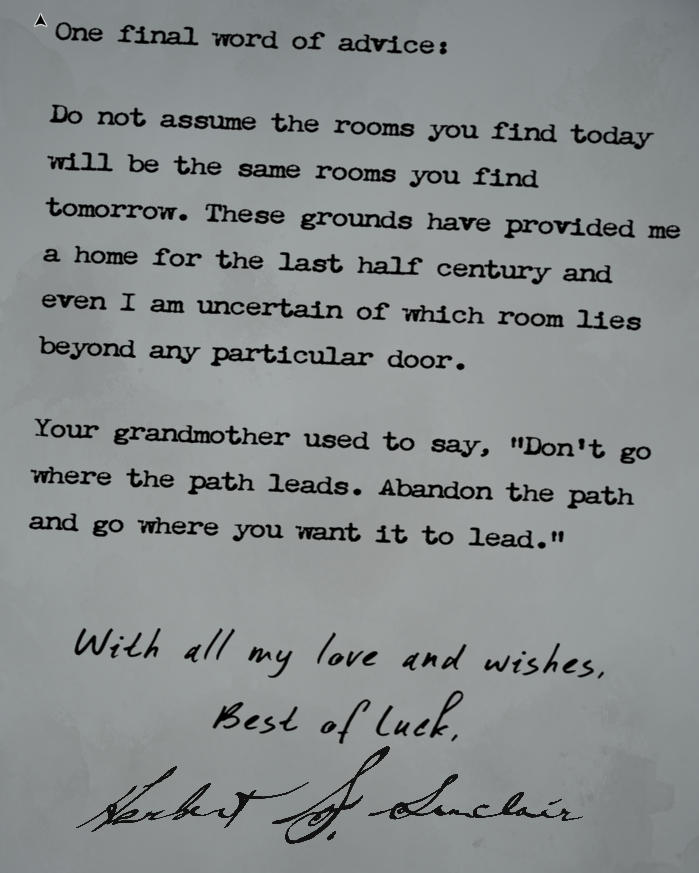 One final word of advice:
Do not assume the rooms you find today
will be the same rooms you find
tomorrow. These grounds have provided me
a home for the last half century and
even I am uncertain of which room lies
beyond any particular door.
Your grandmother used to say, "Don't go
where the path leads. Abandon the path
and go where you want it to lead."
With all my love and wishes,
Best of luck,
Herbert S. Sinclair